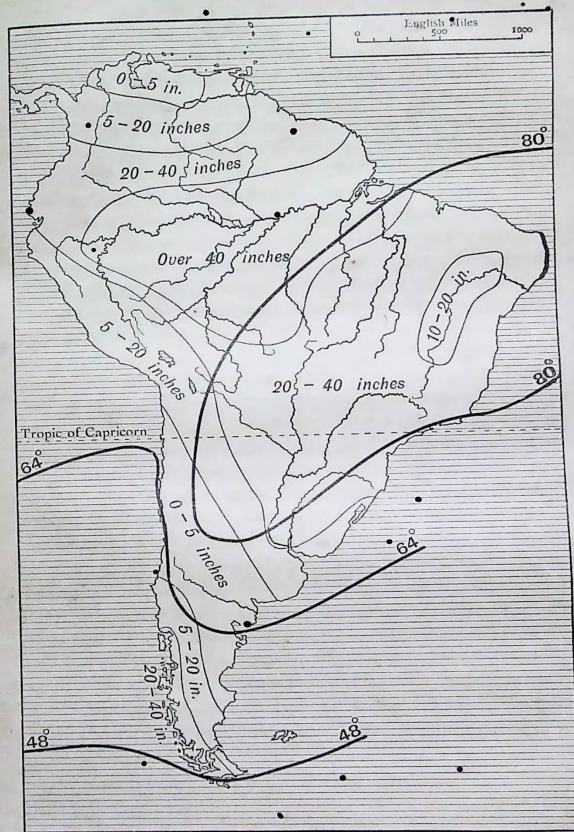 English Miles
0 500 1000
80°
0-5 in.
5-20 inches
20-40 inches
Over 40 inches
10-20 in.
5-20 inches
20-40 inches
80°
Tropic of Capricorn
64°
0-5 inches
64°
5-20 in.
20-40 in.
48°
48°